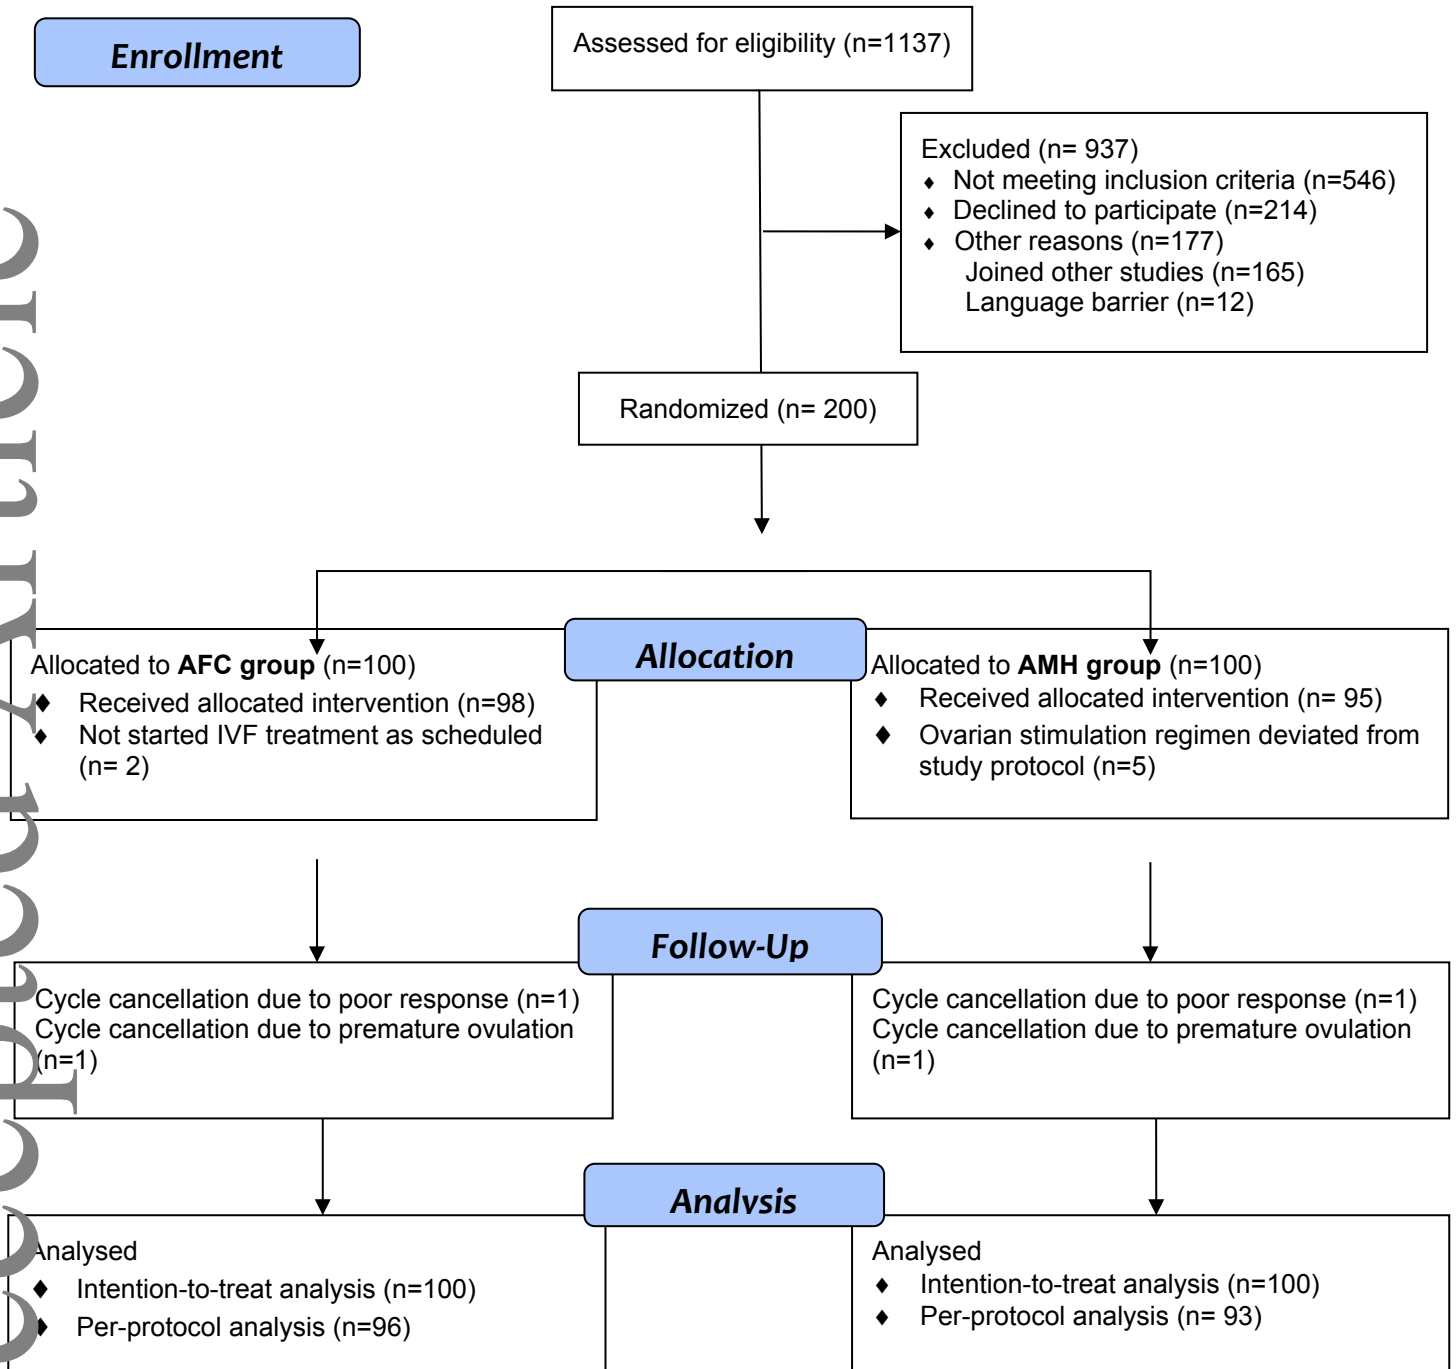 Enrollment
Assessed for eligibility (n=1137)
Excluded (n= 937)
♦ Not meeting inclusion criteria (n=546)
♦ Declined to participate (n=214)
♦ Other reasons (n=177)
Joined other studies (n=165)
Language barrier (n=12)
Randomized (n= 200)
Allocation
Allocated to AFC group (n=100)
♦ Received allocated intervention (n=98)
♦ Not started IVF treatment as scheduled
(n= 2)
Allocated to AMH group (n=100)
♦ Received allocated intervention (n= 95)
♦ Ovarian stimulation regimen deviated from
study protocol (n=5)
Follow-Up
Cycle cancellation due to poor response (n=1)
Cycle cancellation due to premature ovulation
(n=1)
Cycle cancellation due to poor response (n=1)
Cycle cancellation due to premature ovulation
(n=1)
Analysis
Analysed
♦ Intention-to-treat analysis (n=100)
♦ Per-protocol analysis (n=96)
Analysed
♦ Intention-to-treat analysis (n=100)
♦ Per-protocol analysis (n= 93)